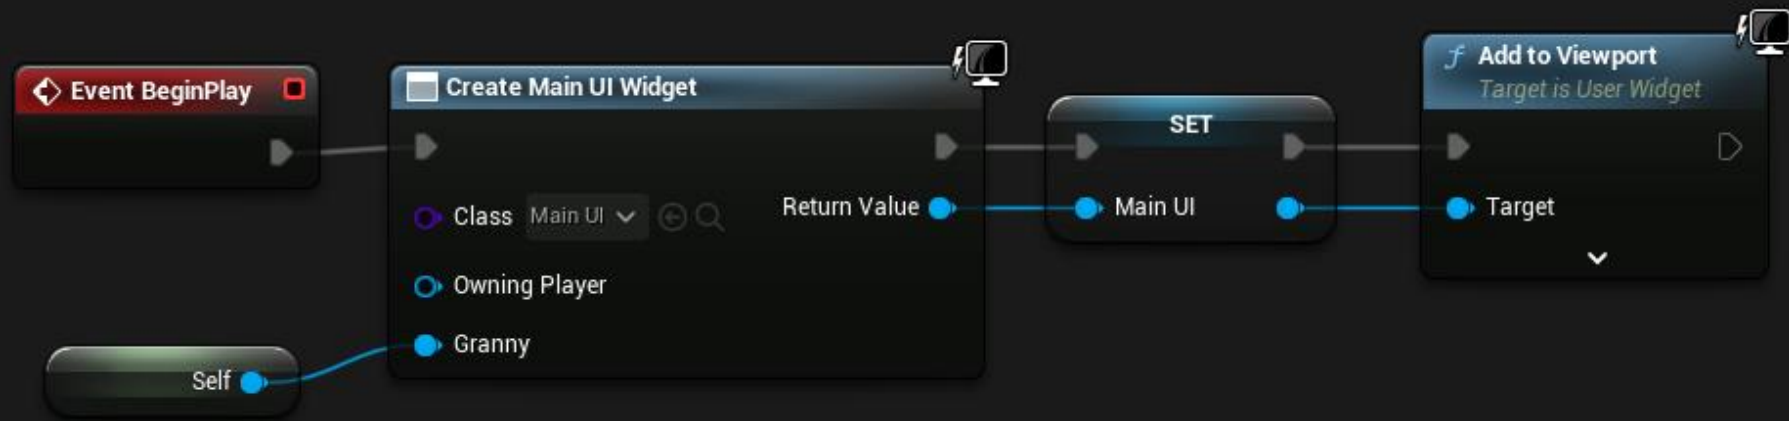 Event BeginPlay
Create Main UI Widget
Class Main UI
Return Value
Owning Player
Granny
Self
SET
Main UI
f Add to Viewport
Target is User Widget
Target